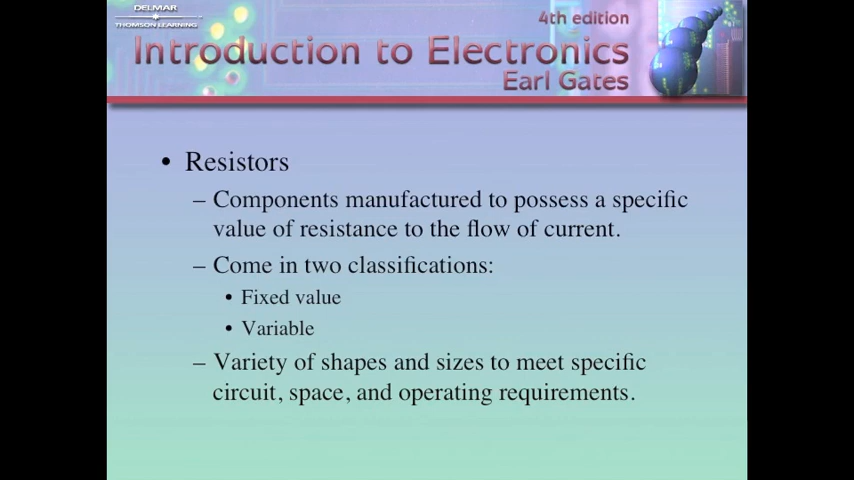 DELMAR
THOMSON LEARNING
4th edition
Introduction to Electronics
Earl Gates
• Resistors
– Components manufactured to possess a specific
value of resistance to the flow of current.
– Come in two classifications:
• Fixed value
• Variable
– Variety of shapes and sizes to meet specific
circuit, space, and operating requirements.